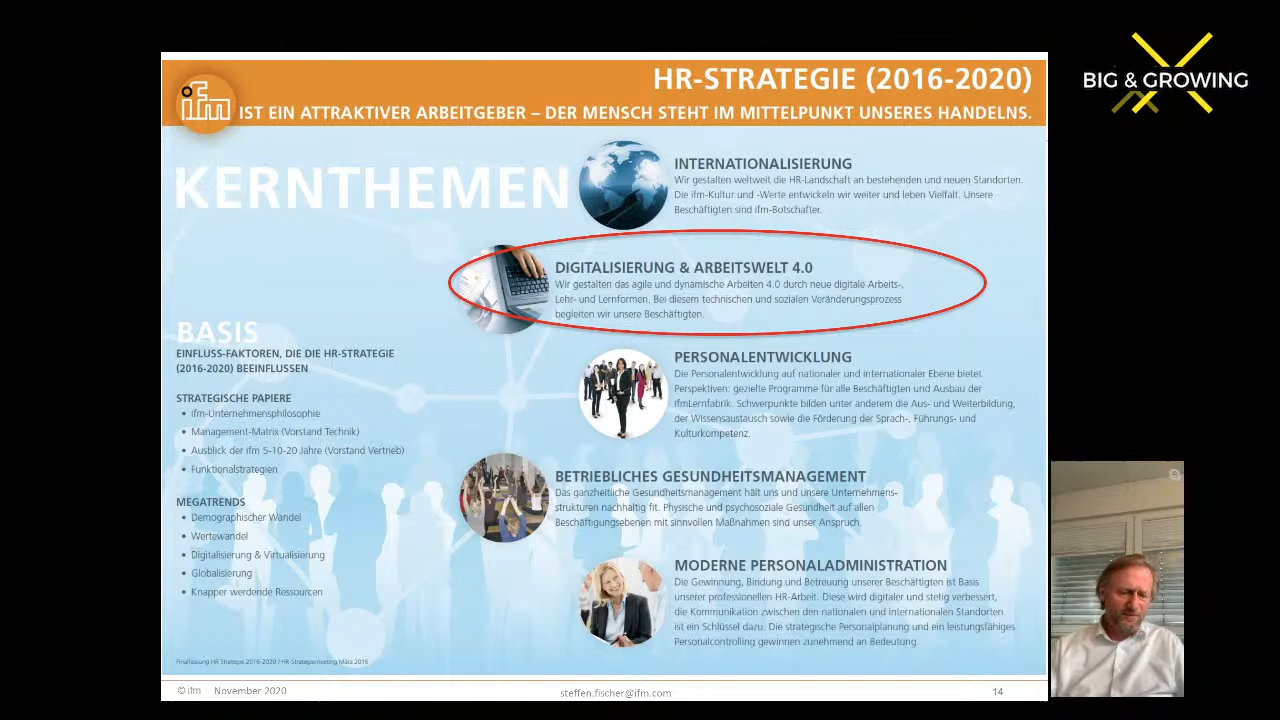 BIG & GROWING
HR-STRATEGIE (2016-2020)
ifm
IST EIN ATTRAKTIVER ARBEITGEBER – DER MENSCH STEHT IM MITTELPUNKT UNSERES HANDELNS.
KERNTHEMEN
INTERNATIONALISIERUNG
Wir gestalten weltweit die HR-Landschaft an bestehenden und neuen Standorten.
Die ifm-Kultur und -Werte entwickeln wir weiter und leben Vielfalt. Unsere
Beschäftigten sind ifm-Botschafter.
DIGITALISIERUNG & ARBEITSWELT 4.0
Wir gestalten das agile und dynamische Arbeiten 4.0 durch neue digitale Arbeits-,
Lehr- und Lernformen. Bei diesem technischen und sozialen Veränderungsprozess
begleiten wir unsere Beschäftigten.
BASIS
EINFLUSS-FAKTOREN, DIE DIE HR-STRATEGIE
(2016-2020) BEEINFLUSSEN
STRATEGISCHE PAPIERE
• ifm-Unternehmensphilosophie
• Management-Matrix (Vorstand Technik)
• Ausblick der ifm 5-10-20 Jahre (Vorstand Vertrieb)
• Funktionalstrategien
MEGATRENDS
• Demographischer Wandel
• Wertewandel
• Digitalisierung & Virtualisierung
• Globalisierung
• Knapper werdende Ressourcen
PERSONALENTWICKLUNG
Die Personalentwicklung auf nationaler und internationaler Ebene bietet
Perspektiven: gezielte Programme für alle Beschäftigten und Ausbau der
ifmLernfabrik. Schwerpunkte bilden unter anderem die Aus- und Weiterbildung,
der Wissensaustausch sowie die Förderung der Sprach-, Führungs- und
Kulturkompetenz.
BETRIEBLICHES GESUNDHEITSMANAGEMENT
Das ganzheitliche Gesundheitsmanagement hält uns und unsere Unternehmens-
strukturen nachhaltig fit. Physische und psychosoziale Gesundheit auf allen
Beschäftigungsebenen mit sinnvollen Maßnahmen sind unser Anspruch.
MODERNE PERSONALADMINISTRATION
Die Gewinnung, Bindung und Betreuung unserer Beschäftigten ist Basis
unserer professionellen HR-Arbeit. Diese wird digitaler und stetig verbessert,
die Kommunikation zwischen den nationalen und internationalen Standorten
ist ein Schlüssel dazu. Die strategische Personalplanung und ein leistungsfähiges
Personalcontrolling gewinnen zunehmend an Bedeutung.
Finalfassung HR Strategie 2016-2020 / HR-Strategiemeeting März 2016
© ifm November 2020
steffen.fischer@ifm.com
14